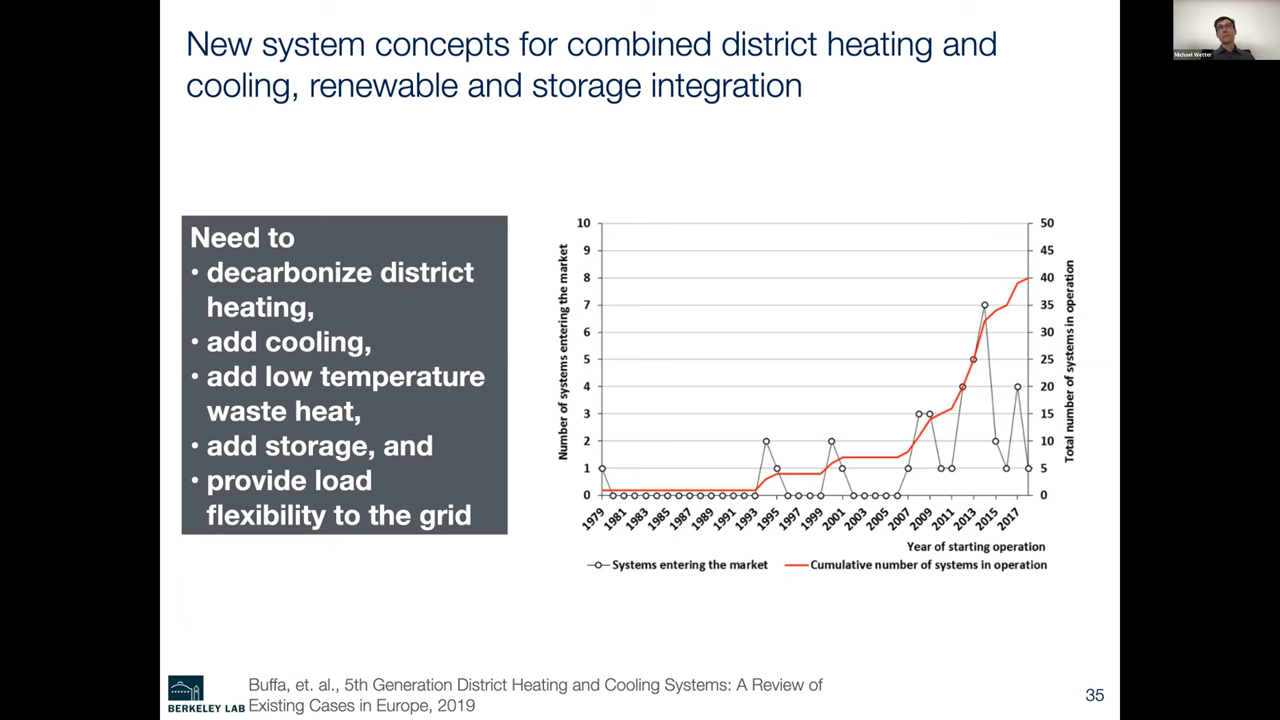 New system concepts for combined district heating and
cooling, renewable and storage integration
Michael Wetter
Need to
• decarbonize district
heating,
• add cooling,
• add low temperature
waste heat,
• add storage, and
• provide load
flexibility to the grid
Number of systems entering the market
10
9
8
7
6
5
4
3
2
1
0
50
45
40
35
30
25
20
15
10
5
0
Total number of systems in operation
1979
1981
1983
1985
1987
1989
1991
1993
1995
1997
1999
2001
2003
2005
2007
2009
2011
2013
2015
2017
Year of starting operation
Systems entering the market
Cumulative number of systems in operation
BERKELEY LAB
Buffa, et. al., 5th Generation District Heating and Cooling Systems: A Review of
Existing Cases in Europe, 2019
35